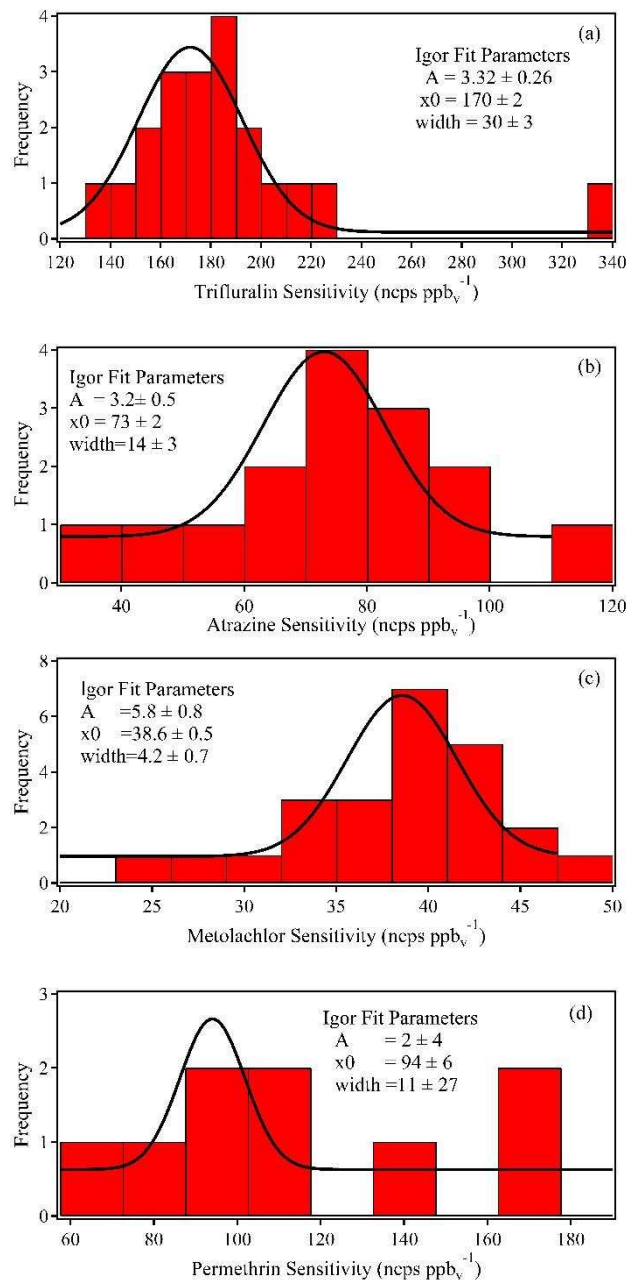 (a)
Igor Fit Parameters
A = 3.32 ± 0.26
x0 = 170 ± 2
width = 30 ± 3
Frequency
4
3
2
1
0
120 140 160 180 200 220 240 260 280 300 320 340
Trifluralin Sensitivity (ncps ppbv-1)
(b)
Igor Fit Parameters
A = 3.2± 0.5
x0 = 73 ± 2
width=14 ± 3
Frequency
4
3
2
1
0
40 60 80 100 120
Atrazine Sensitivity (ncps ppbv-1)
(c)
Igor Fit Parameters
A =5.8 ± 0.8
x0 =38.6 ± 0.5
width=4.2 ± 0.7
Frequency
8
6
4
2
0
20 25 30 35 40 45 50
Metolachlor Sensitivity (ncps ppbv-1)
(d)
Igor Fit Parameters
A = 2 ± 4
x0 = 94 ± 6
width =11 ± 27
Frequency
3
2
1
0
60 80 100 120 140 160 180
Permethrin Sensitivity (ncps ppbv-1)